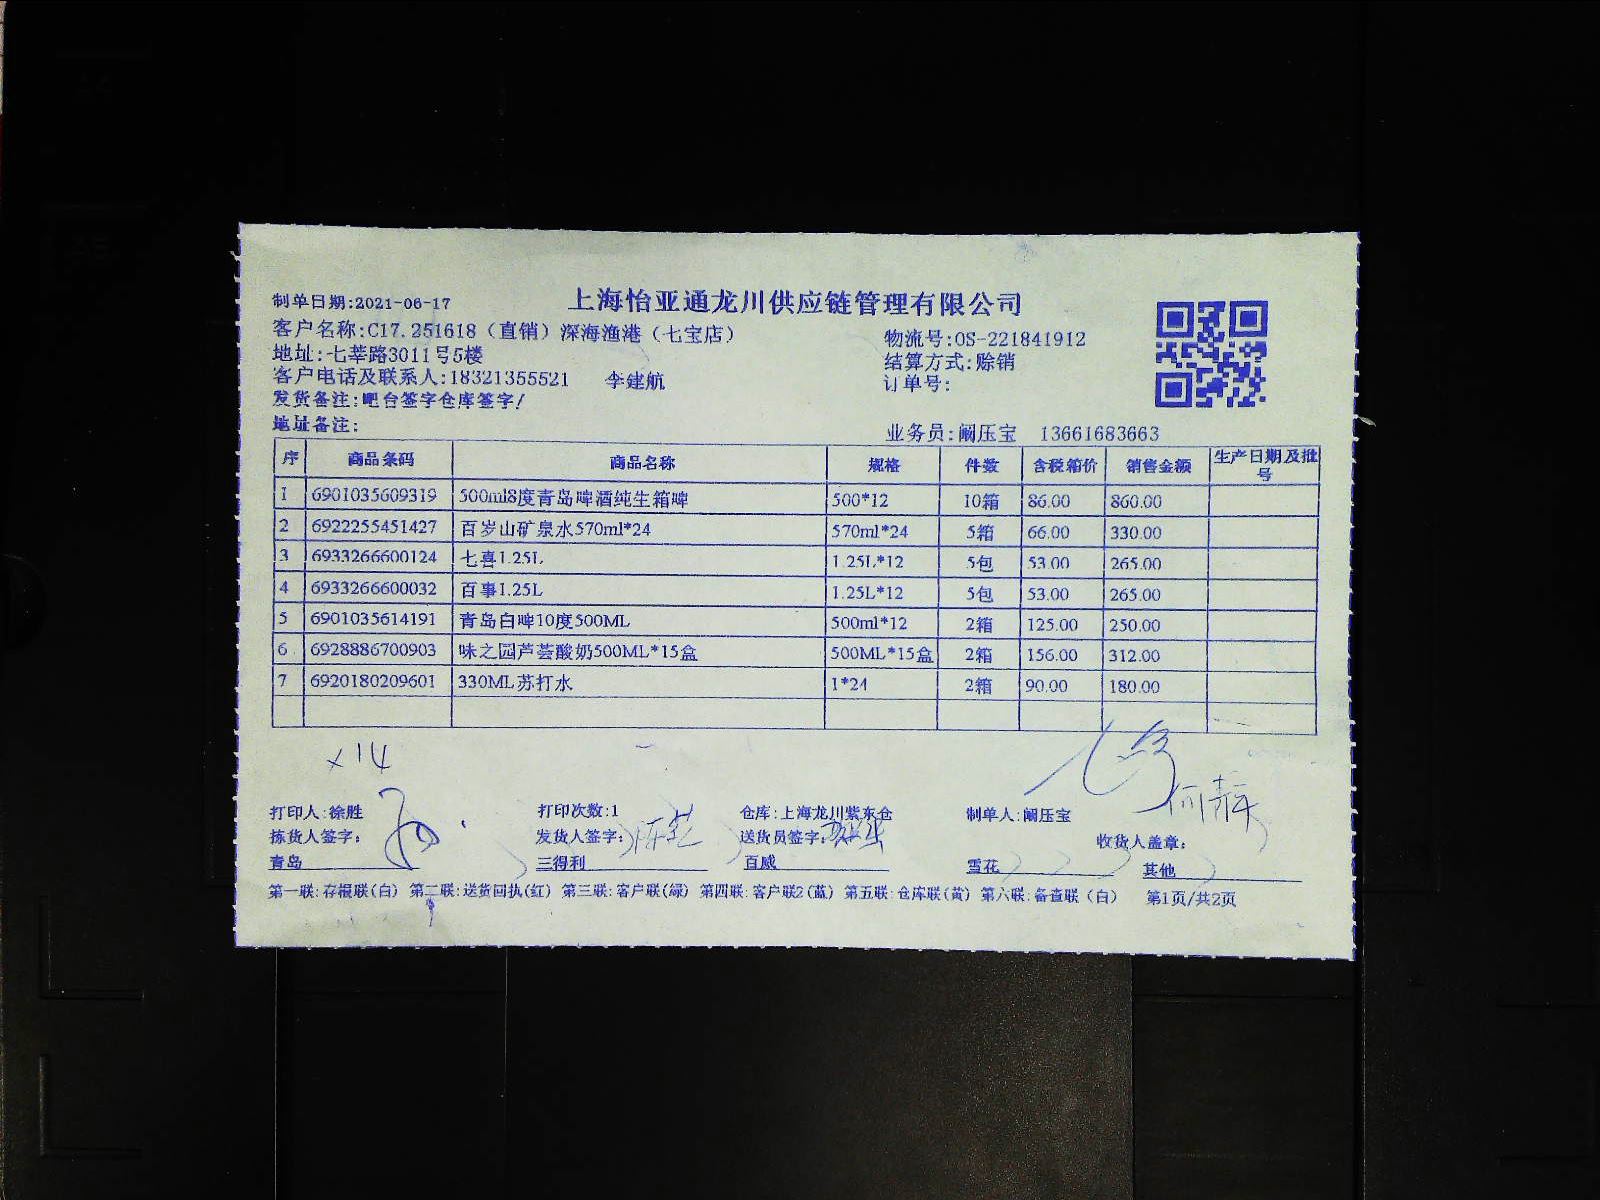 上海怡亚通龙川供应链管理有限公司
制单日期:2021-06-17
客户名称:C17.251618（直销）深海渔港（七宝店）
物流号:OS-221841912
地址:七莘路3011号5楼
结算方式:赊销
客户电话及联系人:18321355521 李建航
订单号:
发货备注:吧台签字仓库签字/
地址备注:
业务员:阚压宝 13661683663
序 商品条码 商品名称 规格 件数 含税箱价 销售金额 生产日期及批号
1 6901035609319 500ml8度青岛啤酒纯生箱啤 500*12 10箱 86.00 860.00
2 6922255451427 百岁山矿泉水570ml*24 570ml*24 5箱 66.00 330.00
3 6933266600124 七喜1.25L 1.25L*12 5包 53.00 265.00
4 6933266600032 百事1.25L 1.25L*12 5包 53.00 265.00
5 6901035614191 青岛白啤10度500ML 500ml*12 2箱 125.00 250.00
6 6928886700903 味之园芦荟酸奶500ML*15盒 500ML*15盒 2箱 156.00 312.00
7 6920180209601 330ML苏打水 1*24 2箱 90.00 180.00
×14
何静
打印人:徐胜 打印次数:1 仓库:上海龙川紫东仓 制单人:阚压宝
拣货人签字: 发货人签字: 送货员签字: 收货人盖章:
青岛 三得利 百威 雪花 其他
第一联:存根联(白) 第二联:送货回执(红) 第三联:客户联(绿) 第四联:客户联2(蓝) 第五联:仓库联(黄) 第六联:备查联（白） 第1页/共2页